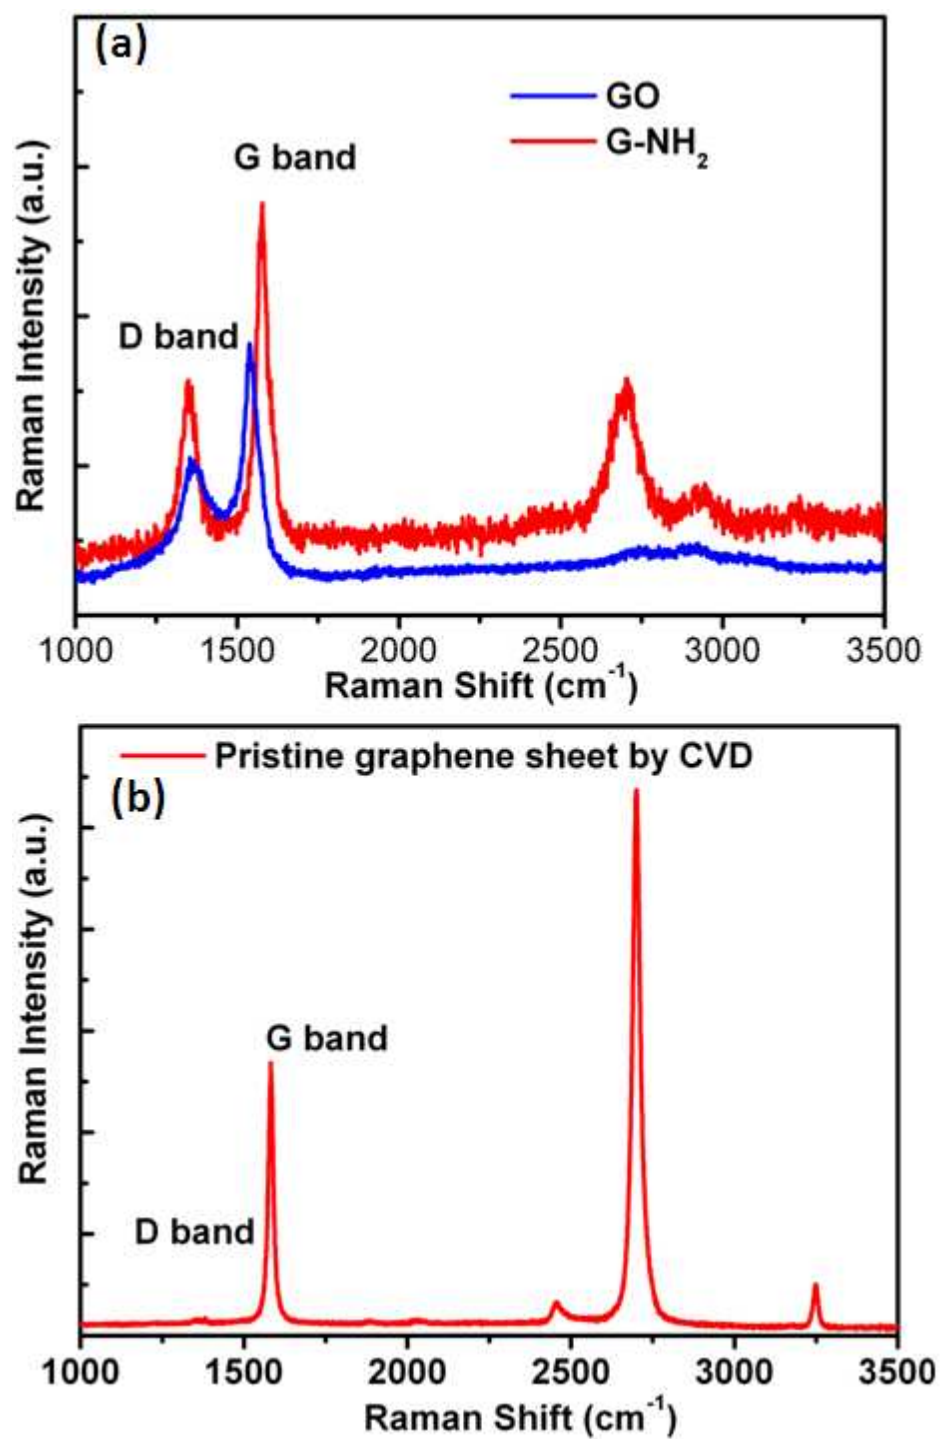 (a)
GO
G-NH₂
G band
D band
Raman Intensity (a.u.)
1000 1500 2000 2500 3000 3500
Raman Shift (cm⁻¹)
Pristine graphene sheet by CVD
(b)
G band
D band
Raman Intensity (a.u.)
1000 1500 2000 2500 3000 3500
Raman Shift (cm⁻¹)